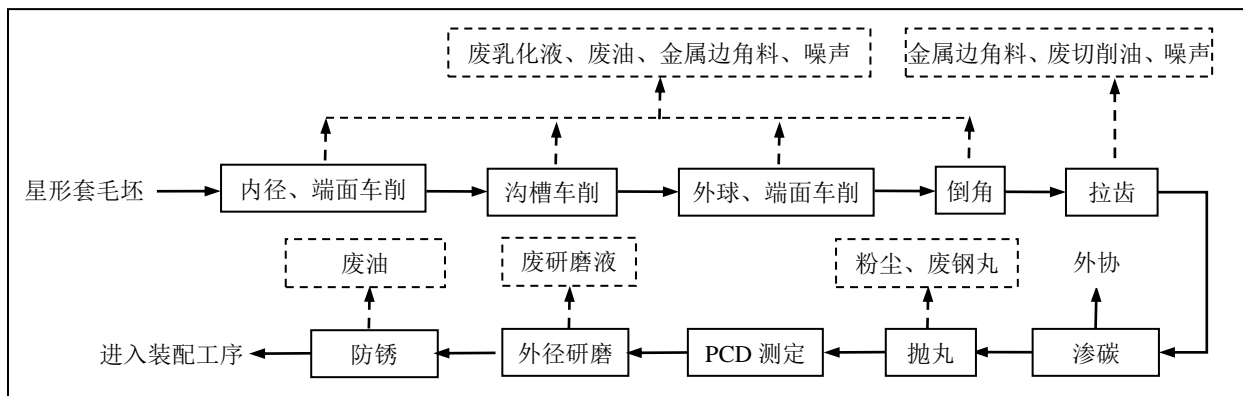 废乳化液、废油、金属边角料、噪声
金属边角料、废切削油、噪声
星形套毛坯
内径、端面车削
沟槽车削
外球、端面车削
倒角
拉齿
废油
废研磨液
粉尘、废钢丸
外协
进入装配工序
防锈
外径研磨
PCD 测定
抛丸
渗碳